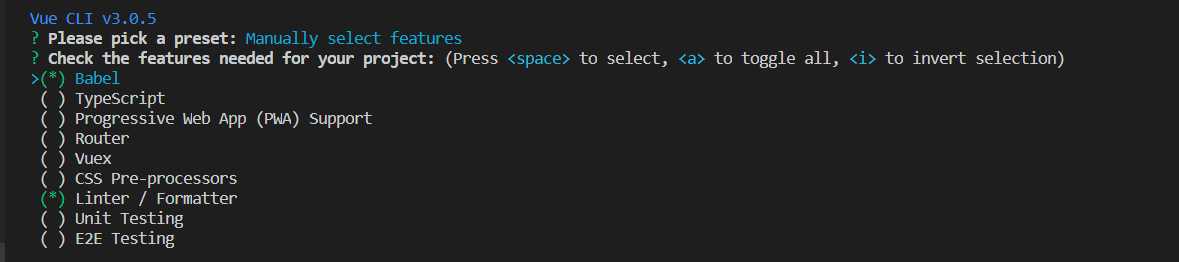 Vue CLI v3.0.5
? Please pick a preset: Manually select features
? Check the features needed for your project: (Press <space> to select, <a> to toggle all, <i> to invert selection)
>(*) Babel
( ) TypeScript
( ) Progressive Web App (PWA) Support
( ) Router
( ) Vuex
( ) CSS Pre-processors
(*) Linter / Formatter
( ) Unit Testing
( ) E2E Testing